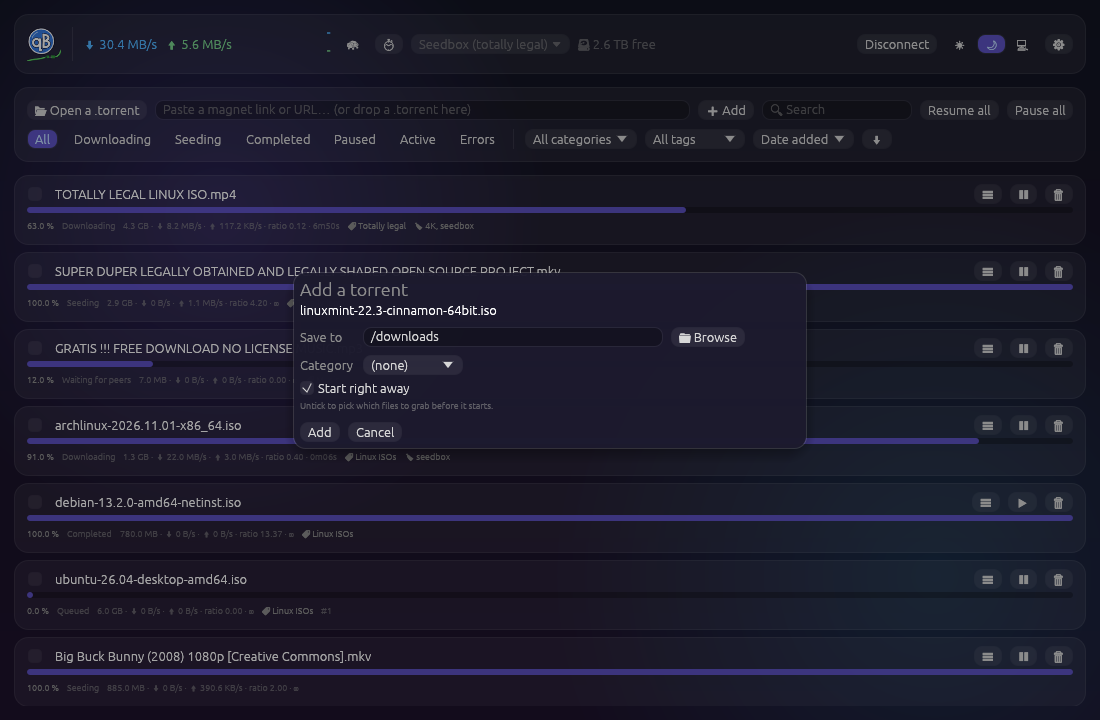 qB
30.4 MB/s 5.6 MB/s Seedbox (totally legal) 2.6 TB free Disconnect
Open a .torrent Paste a magnet link or URL… (or drop a .torrent here) Add Search Resume all Pause all
All Downloading Seeding Completed Paused Active Errors All categories All tags Date added
TOTALLY LEGAL LINUX ISO.mp4
63.0 % Downloading 4.3 GB · 8.2 MB/s · 117.2 KB/s · ratio 0.12 · 6m50s Totally legal 4K, seedbox
SUPER DUPER LEGALLY OBTAINED AND LEGALLY SHARED OPEN SOURCE PROJECT.mkv
100.0 % Seeding 2.9 GB · 0 B/s · 1.1 MB/s · ratio 4.20 · ∞
Add a torrent
linuxmint-22.3-cinnamon-64bit.iso
Save to /downloads Browse
GRATIS !!! FREE DOWNLOAD NO LICENSE
Category (none)
12.0 % Waiting for peers 7.0 MB · 0 B/s · 0 B/s · ratio 0.00 ·
Start right away
Untick to pick which files to grab before it starts.
Add Cancel
archlinux-2026.11.01-x86_64.iso
91.0 % Downloading 1.3 GB · 22.0 MB/s · 3.0 MB/s · ratio 0.40 · 0m06s Linux ISOs seedbox
debian-13.2.0-amd64-netinst.iso
100.0 % Completed 780.0 MB · 0 B/s · 0 B/s · ratio 13.37 · ∞ Linux ISOs
ubuntu-26.04-desktop-amd64.iso
0.0 % Queued 6.0 GB · 0 B/s · 0 B/s · ratio 0.00 · ∞ Linux ISOs #1
Big Buck Bunny (2008) 1080p [Creative Commons].mkv
100.0 % Seeding 885.0 MB · 0 B/s · 390.6 KB/s · ratio 2.00 · ∞